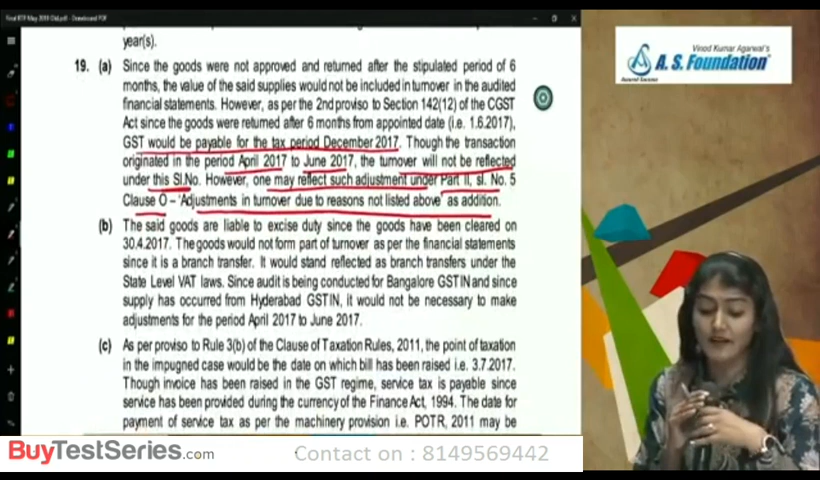 Final RTP May 2019 Old.pdf - Drawboard PDF
year(s).
19. (a) Since the goods were not approved and returned after the stipulated period of 6
months, the value of the said supplies would not be included in turnover in the audited
financial statements. However, as per the 2nd proviso to Section 142(12) of the CGST
Act since the goods were returned after 6 months from appointed date (i.e. 1.6.2017),
GST would be payable for the tax period December 2017. Though the transaction
originated in the period April 2017 to June 2017, the turnover will not be reflected
under this Sl.No. However, one may reflect such adjustment under Part II, sl. No. 5
Clause O – 'Adjustments in turnover due to reasons not listed above' as addition.
(b) The said goods are liable to excise duty since the goods have been cleared on
30.4.2017. The goods would not form part of turnover as per the financial statements
since it is a branch transfer. It would stand reflected as branch transfers under the
State Level VAT laws. Since audit is being conducted for Bangalore GSTIN and since
supply has occurred from Hyderabad GSTIN, it would not be necessary to make
adjustments for the period April 2017 to June 2017.
(c) As per proviso to Rule 3(b) of the Clause of Taxation Rules, 2011, the point of taxation
in the impugned case would be the date on which bill has been raised i.e. 3.7.2017.
Though invoice has been raised in the GST regime, service tax is payable since
service has been provided during the currency of the Finance Act, 1994. The date for
payment of service tax as per the machinery provision i.e. POTR, 2011 may be
Vinod Kumar Agarwal's
A. S. Foundation
BuyTestSeries.com
Contact on : 8149569442